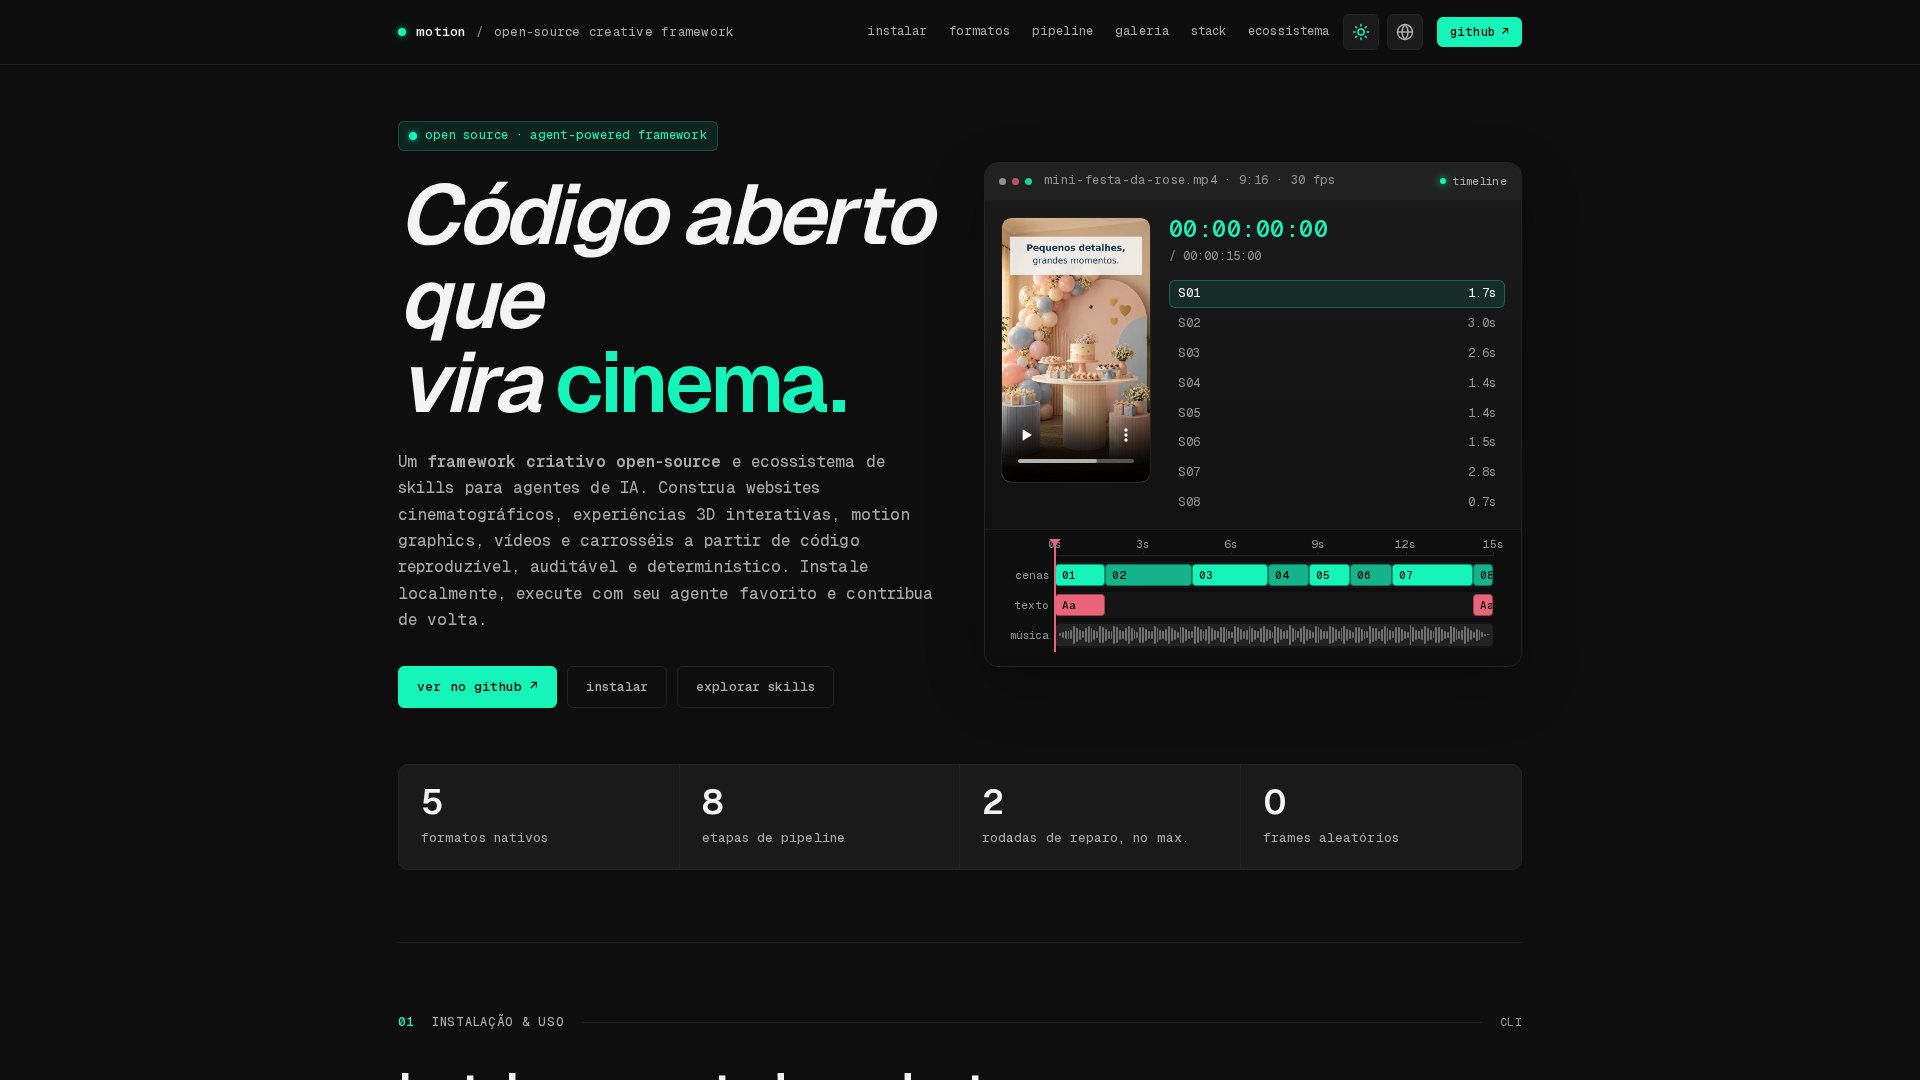 motion / open-source creative framework
instalar formatos pipeline galeria stack ecossistema github ↗
open source · agent-powered framework
Código aberto
que
vira cinema.
Um framework criativo open-source e ecossistema de
skills para agentes de IA. Construa websites
cinematográficos, experiências 3D interativas, motion
graphics, vídeos e carrosséis a partir de código
reproduzível, auditável e determinístico. Instale
localmente, execute com seu agente favorito e contribua
de volta.
ver no github ↗ instalar explorar skills
mini-festa-da-rose.mp4 · 9:16 · 30 fps timeline
Pequenos detalhes,
grandes momentos.
00:00:00:00
/ 00:00:15:00
S01 1.7s
S02 3.0s
S03 2.6s
S04 1.4s
S05 1.4s
S06 1.5s
S07 2.8s
S08 0.7s
0s 3s 6s 9s 12s 15s
cenas 01 02 03 04 05 06 07 08
texto Aa Aa
música
5 8 2 0
formatos nativos etapas de pipeline rodadas de reparo, no máx. frames aleatórios
01 INSTALAÇÃO & USO CLI